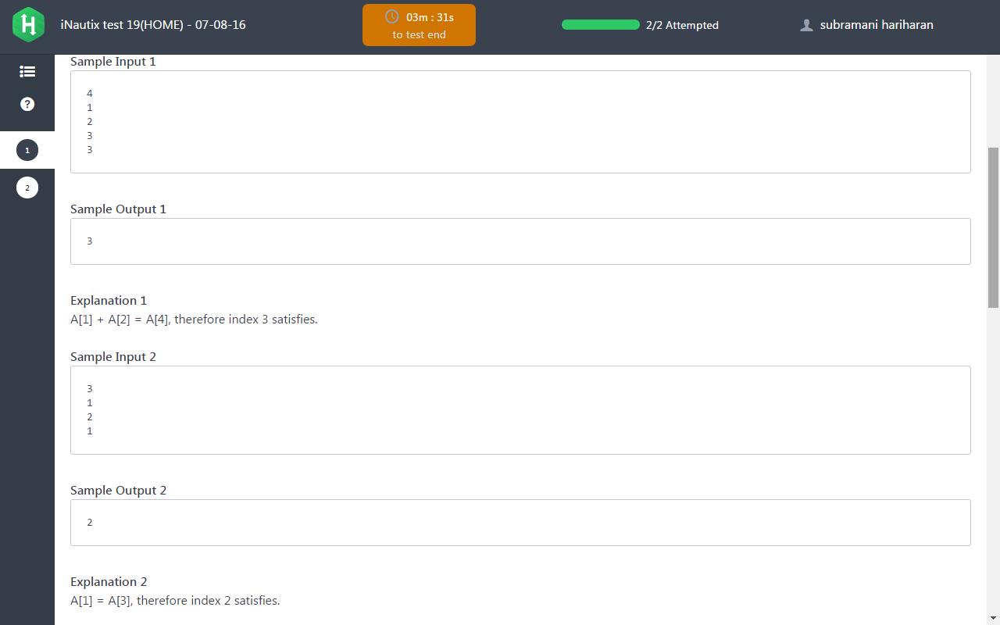 iNautix test 19(HOME) - 07-08-16
03m : 31s
to test end
2/2 Attempted
subramani hariharan
1
2
Sample Input 1
4
1
2
3
3
Sample Output 1
3
Explanation 1
A[1] + A[2] = A[4], therefore index 3 satisfies.
Sample Input 2
3
1
2
1
Sample Output 2
2
Explanation 2
A[1] = A[3], therefore index 2 satisfies.